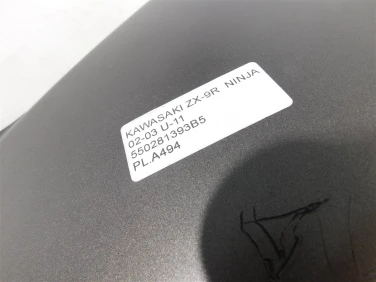 KAWASAKI ZX-9R NINJA
02-03 U-11
550281393B5
PL.A494